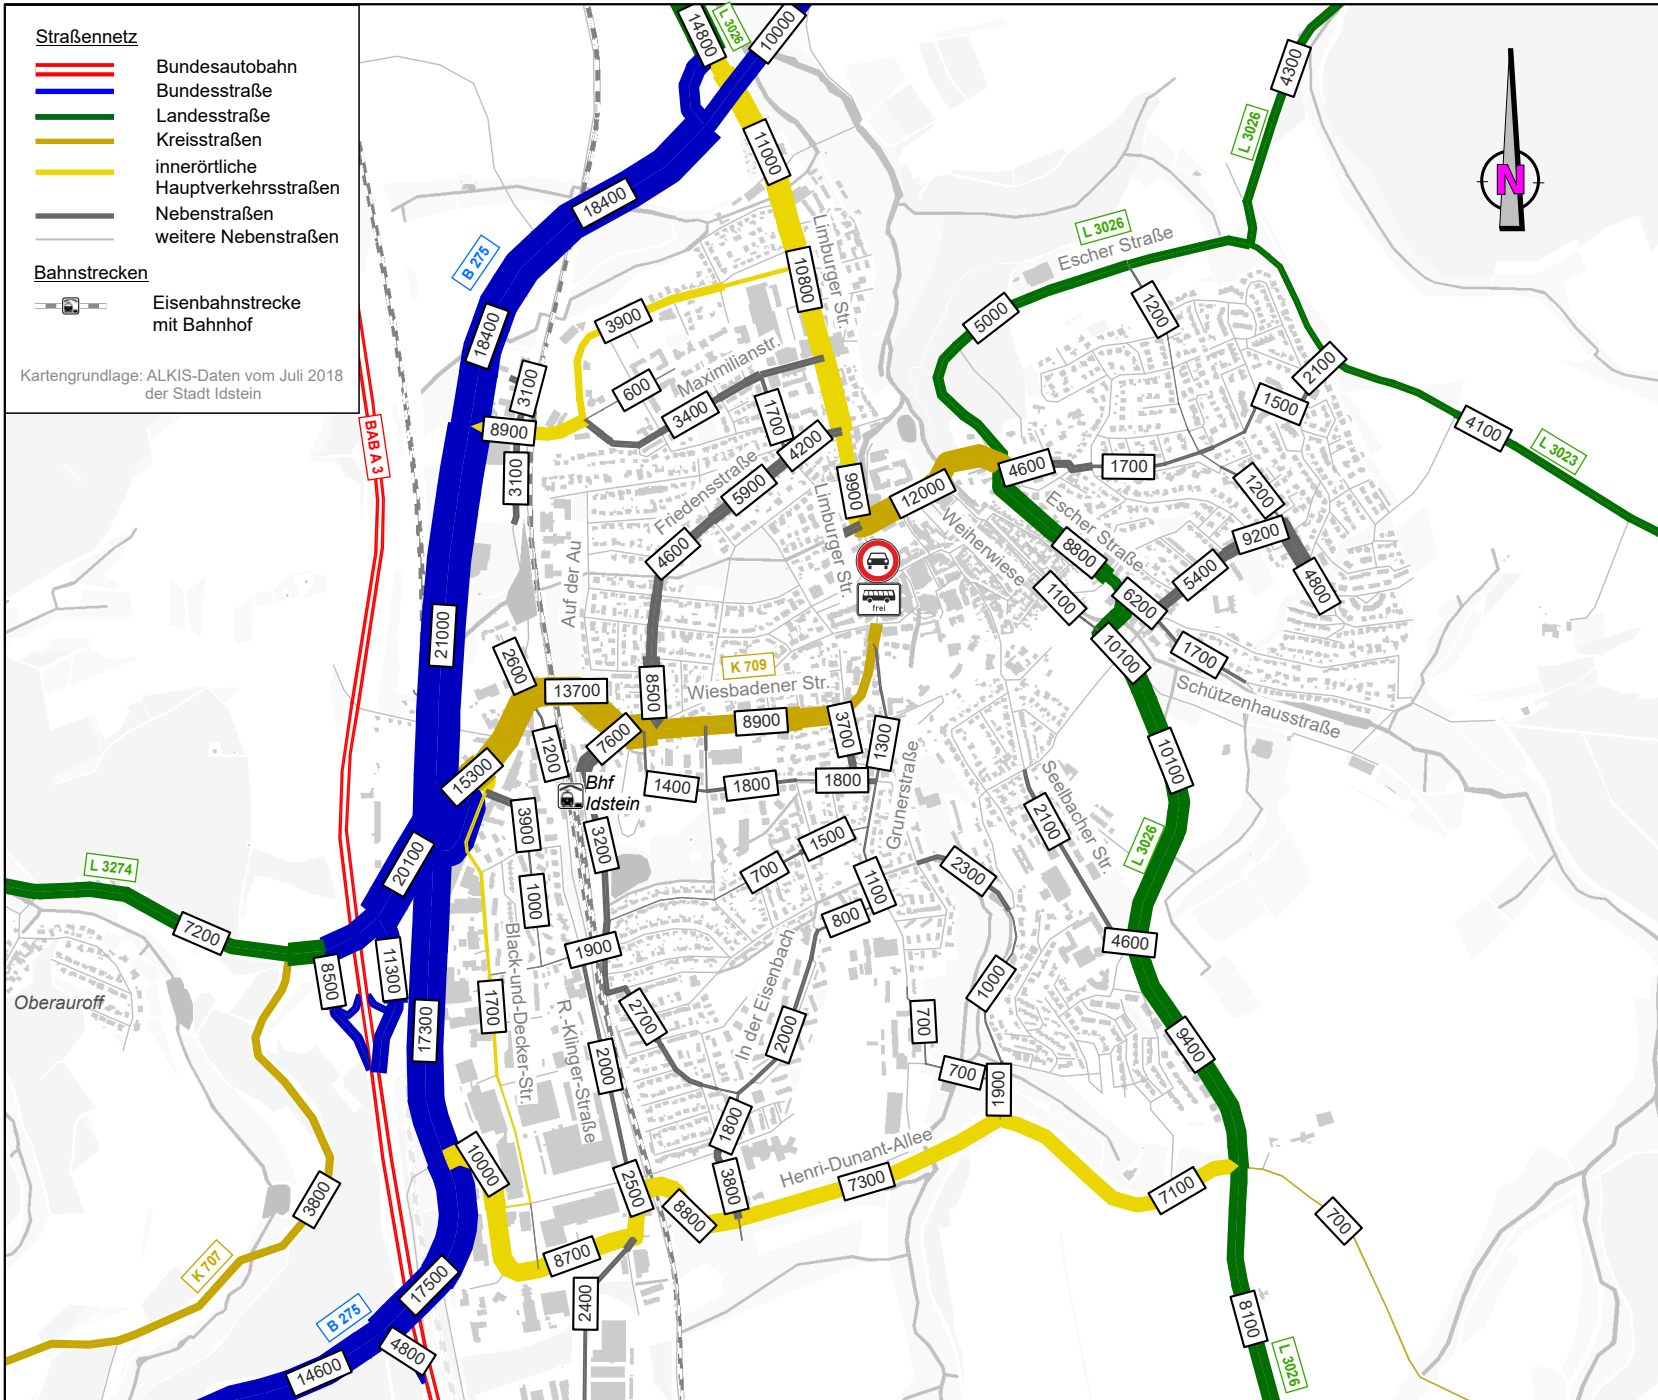 Straßennetz
Bundesautobahn
Bundesstraße
Landesstraße
Kreisstraßen
innerörtliche
Hauptverkehrsstraßen
Nebenstraßen
weitere Nebenstraßen
Bahnstrecken
Eisenbahnstrecke
mit Bahnhof
Kartengrundlage: ALKIS-Daten vom Juli 2018
der Stadt Idstein
14800
L 3026
10000
4300
L 3026
N
11000
18400
B 275
Limburger Str.
L 3026
Escher Straße
10800
1200
5000
3900
18400
2100
Maximilianstr.
3100
600
3400
1700
1500
4100
L 3023
BAB A 3
8900
4200
3100
5900
Friedensstraße
9900
12000
4600
1700
1200
Limburger Str.
Weiherwiese
Escher Straße
8800
9200
4600
Auf der Au
frei
5400
4800
1100
6200
21000
10100
1700
2600
13700
K 709
Wiesbadener Str.
8500
Schützenhausstraße
8900
3700
1300
7600
1200
10100
15300
Bhf
Idstein
1400
1800
1800
Grunerstraße
Seelbacher Str.
2100
3900
3200
1500
L 3026
L 3274
20100
700
2300
1100
1000
800
7200
1900
4600
Black-und-Decker-Str.
In der Eisenbach
8500
11300
Oberauroff
1700
17300
R.-Klinger-Straße
2700
2000
1000
700
9400
2000
700
1900
1800
Henri-Dunant-Allee
10000
3800
2500
3800
7300
7100
8800
700
K 707
8700
17500
2400
B 275
8100
4800
14600
L 3026